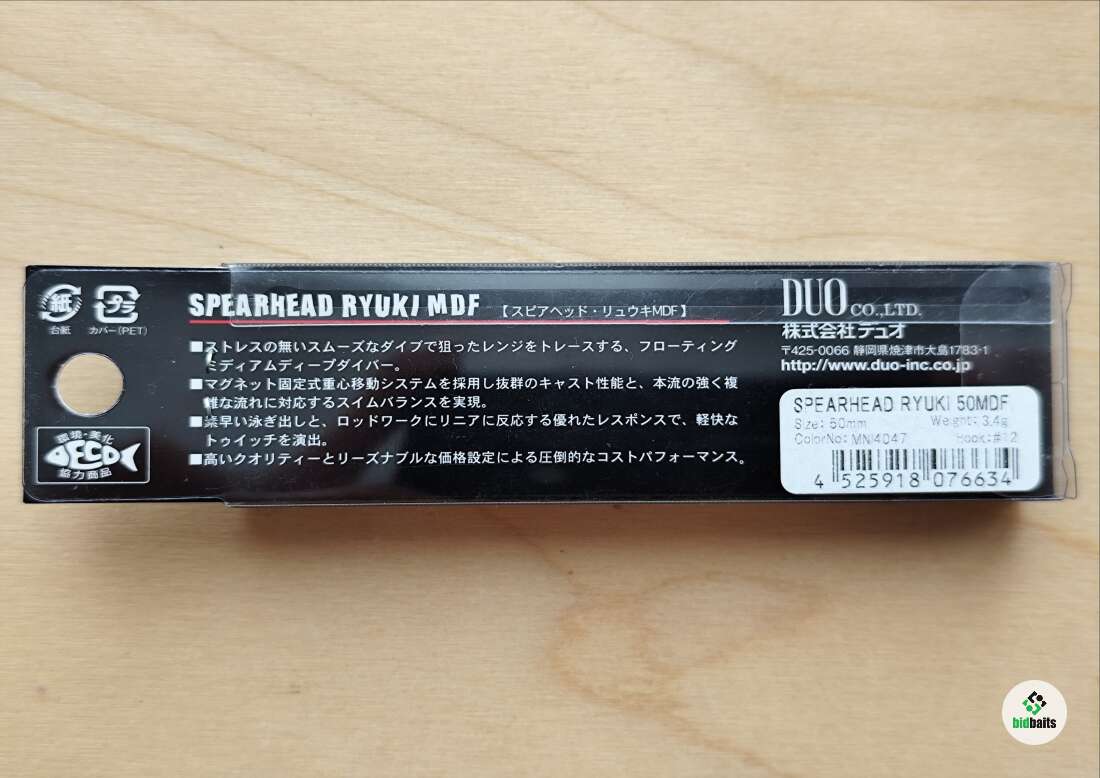 紙
台紙
プラ
カバー(PET)
SPEARHEAD RYUKI MDF 【スピアヘッド・リュウキMDF】
■ストレスの無いスムーズなダイブで狙ったレンジをトレースする、フローティング
ミディアムディープダイバー。
■マグネット固定式重心移動システムを採用し抜群のキャスト性能と、本流の強く複
雑な流れに対応するスイムバランスを実現。
■素早い泳ぎ出しと、ロッドワークにリニアに反応する優れたレスポンスで、軽快な
トゥイッチを演出。
■高いクオリティーとリーズナブルな価格設定による圧倒的なコストパフォーマンス。
環境・美化
ECO
協力商品
DUO CO.,LTD.
株式会社デュオ
〒425-0066 静岡県焼津市大島1783-1
http://www.duo-inc.co.jp
SPEARHEAD RYUKI 50MDF
Size: 50mm Weight: 3.4g
ColorNo: MNI4047 Hook:#12
4 525918 076634
bidbaits